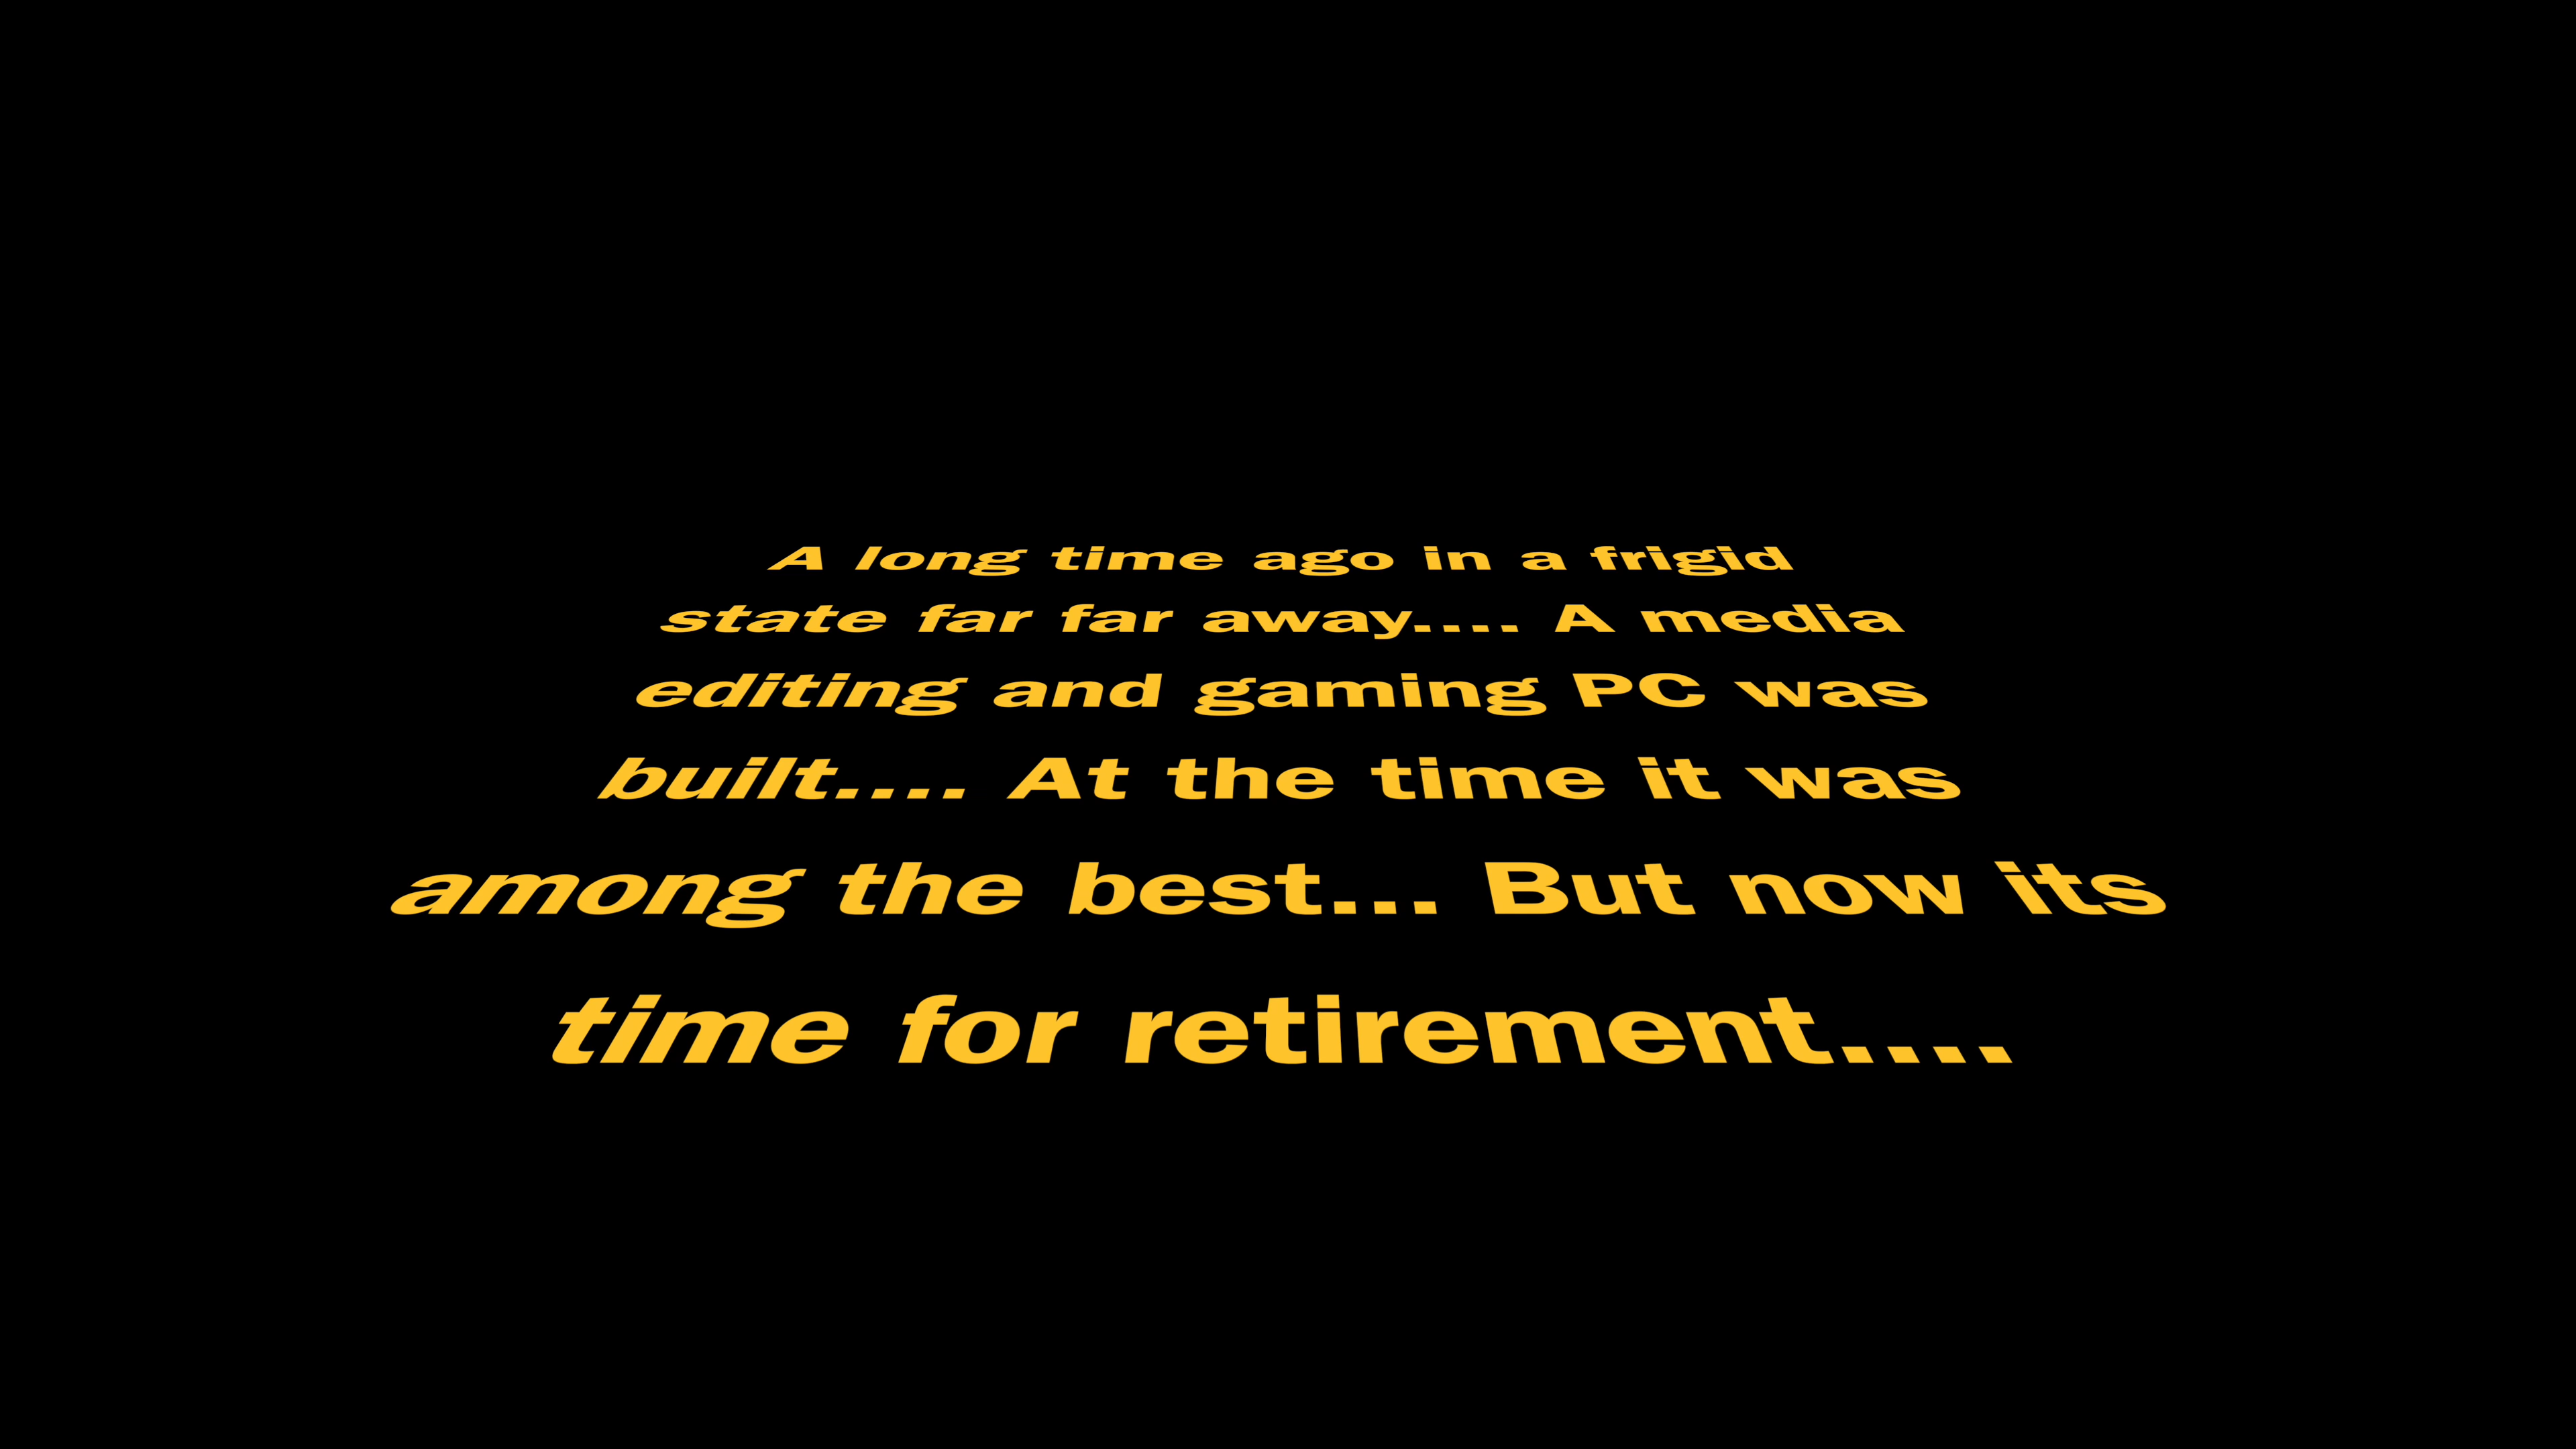 A long time ago in a frigid
state far far away.... A media
editing and gaming PC was
built.... At the time it was
among the best... But now its
time for retirement....